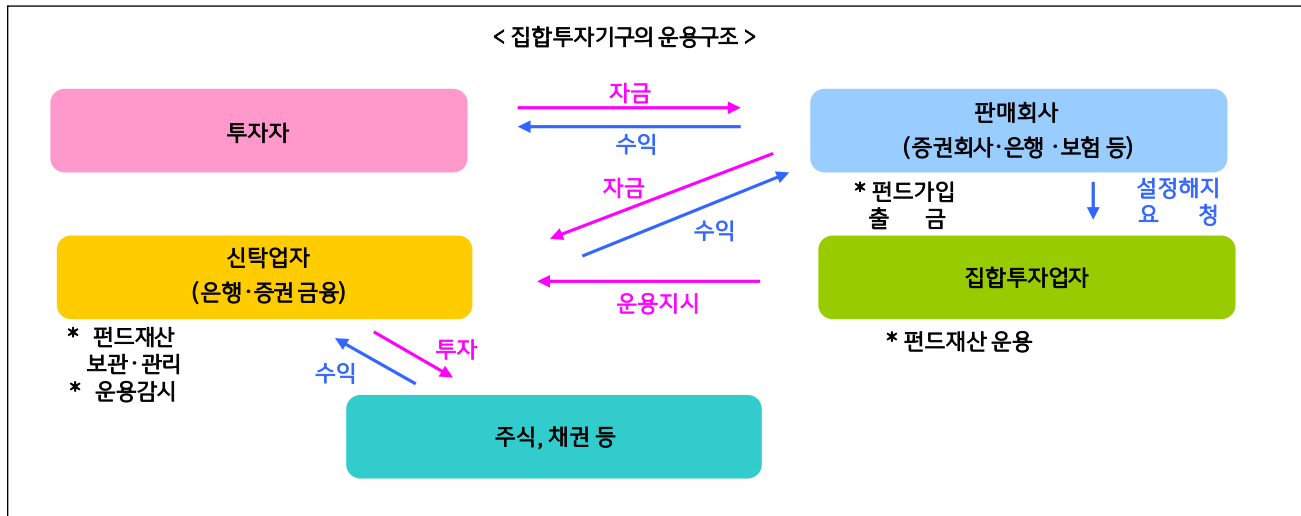 < 집합투자기구의 운용구조 >
자금
투자자
수익
판매회사
(증권회사·은행 ·보험 등)
자금
수익
* 펀드가입
출 금
설정해지
요 청
신탁업자
(은행·증권 금융)
운용지시
집합투자업자
* 펀드재산
보관·관리
* 운용감시
투자
수익
* 펀드재산 운용
주식, 채권 등